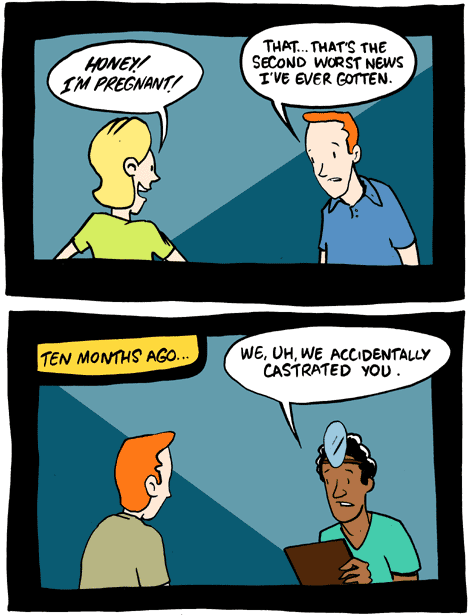 HONEY!
I'M PREGNANT!
THAT...THAT'S THE
SECOND WORST NEWS
I'VE EVER GOTTEN.
TEN MONTHS AGO...
WE, UH, WE ACCIDENTALLY
CASTRATED YOU.